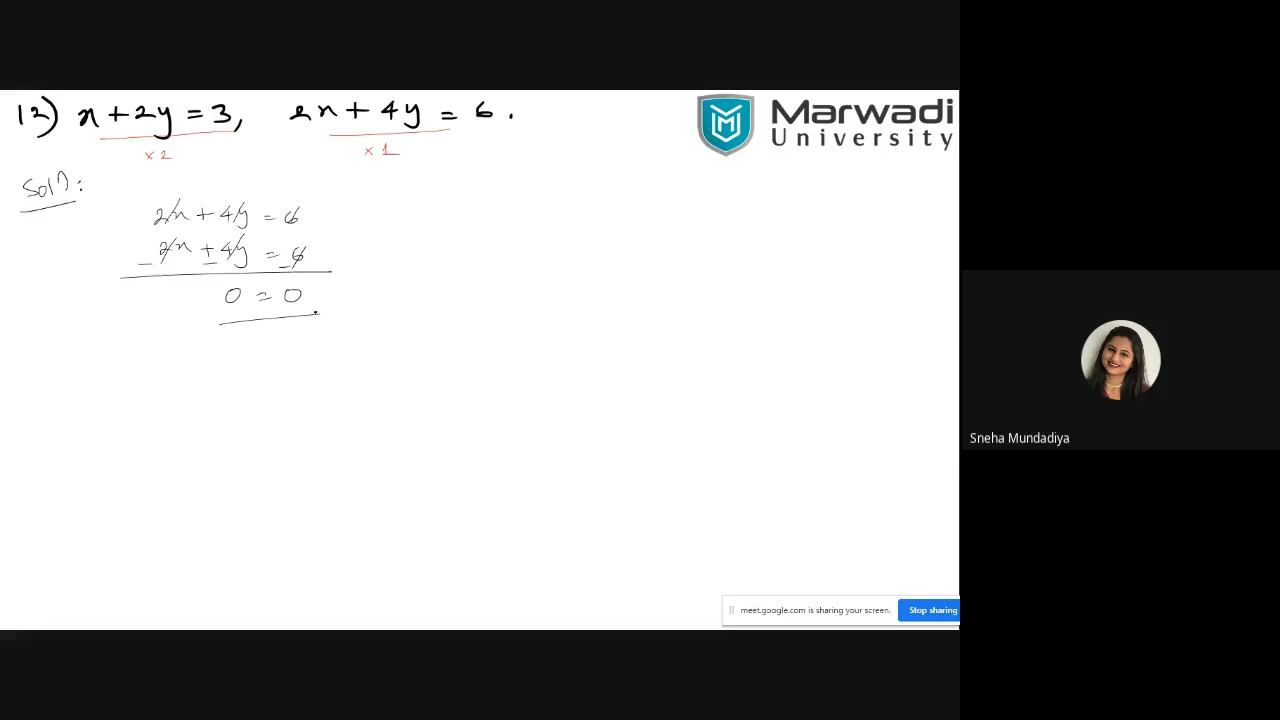 12) x + 2y = 3, 2x + 4y = 6.
× 2 × 1
Marwadi
University
Solⁿ:
2x + 4y = 6
2x + 4y = 6
− − −
0 = 0
Sneha Mundadiya
meet.google.com is sharing your screen. Stop sharing